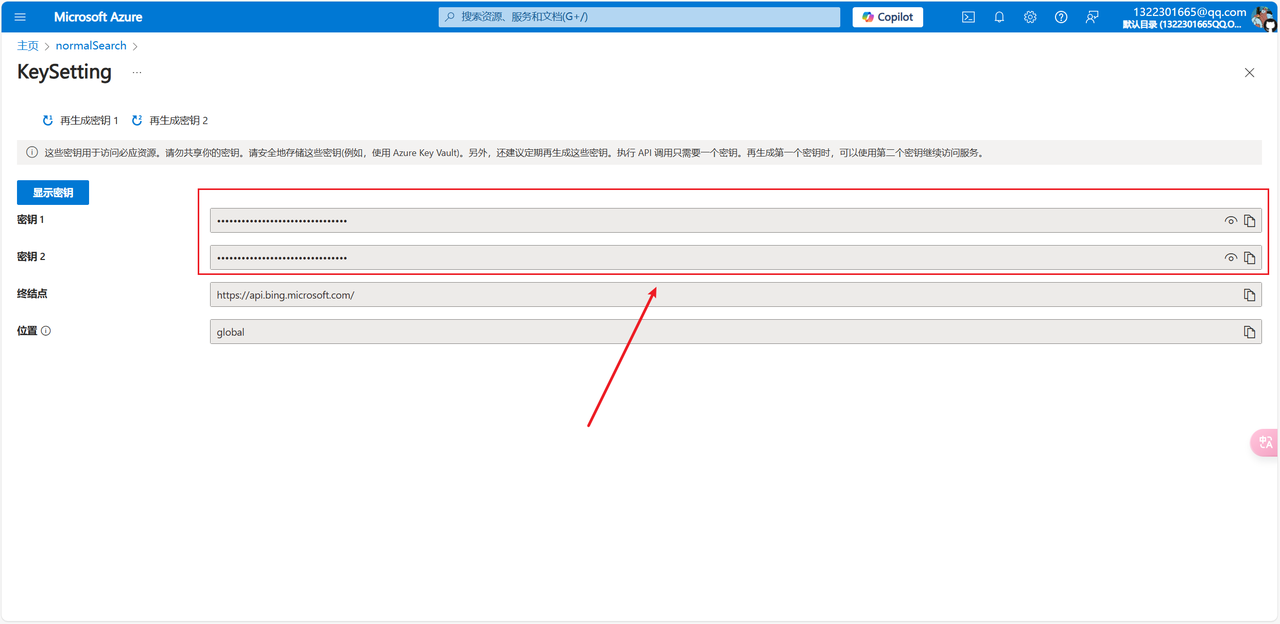 Microsoft Azure
搜索资源、服务和文档(G+/)
Copilot
1322301665@qq.com
默认目录 (1322301665QQ.O...
主页 > normalSearch >
KeySetting ...
再生成密钥 1 再生成密钥 2
这些密钥用于访问必应资源。请勿共享你的密钥。请安全地存储这些密钥(例如，使用 Azure Key Vault)。另外，还建议定期再生成这些密钥。执行 API 调用只需要一个密钥。再生成第一个密钥时，可以使用第二个密钥继续访问服务。
显示密钥
密钥 1
密钥 2
终结点
https://api.bing.microsoft.com/
位置
global